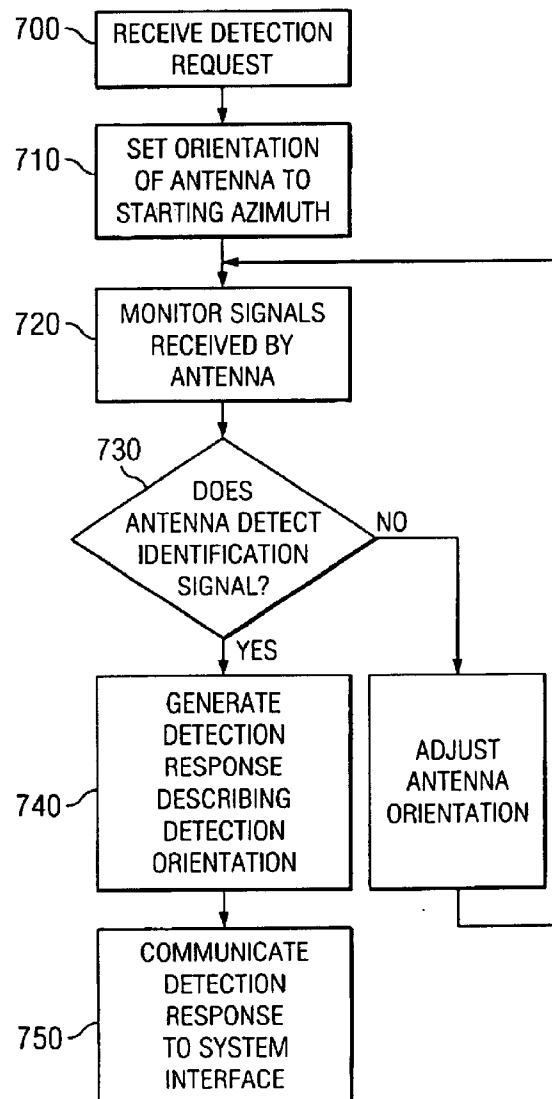 700
RECEIVE DETECTION
REQUEST
710
SET ORIENTATION
OF ANTENNA TO
STARTING AZIMUTH
720
MONITOR SIGNALS
RECEIVED BY
ANTENNA
730
DOES
ANTENNA DETECT
IDENTIFICATION
SIGNAL?
NO
YES
740
GENERATE
DETECTION
RESPONSE
DESCRIBING
DETECTION
ORIENTATION
ADJUST
ANTENNA
ORIENTATION
750
COMMUNICATE
DETECTION
RESPONSE
TO SYSTEM
INTERFACE